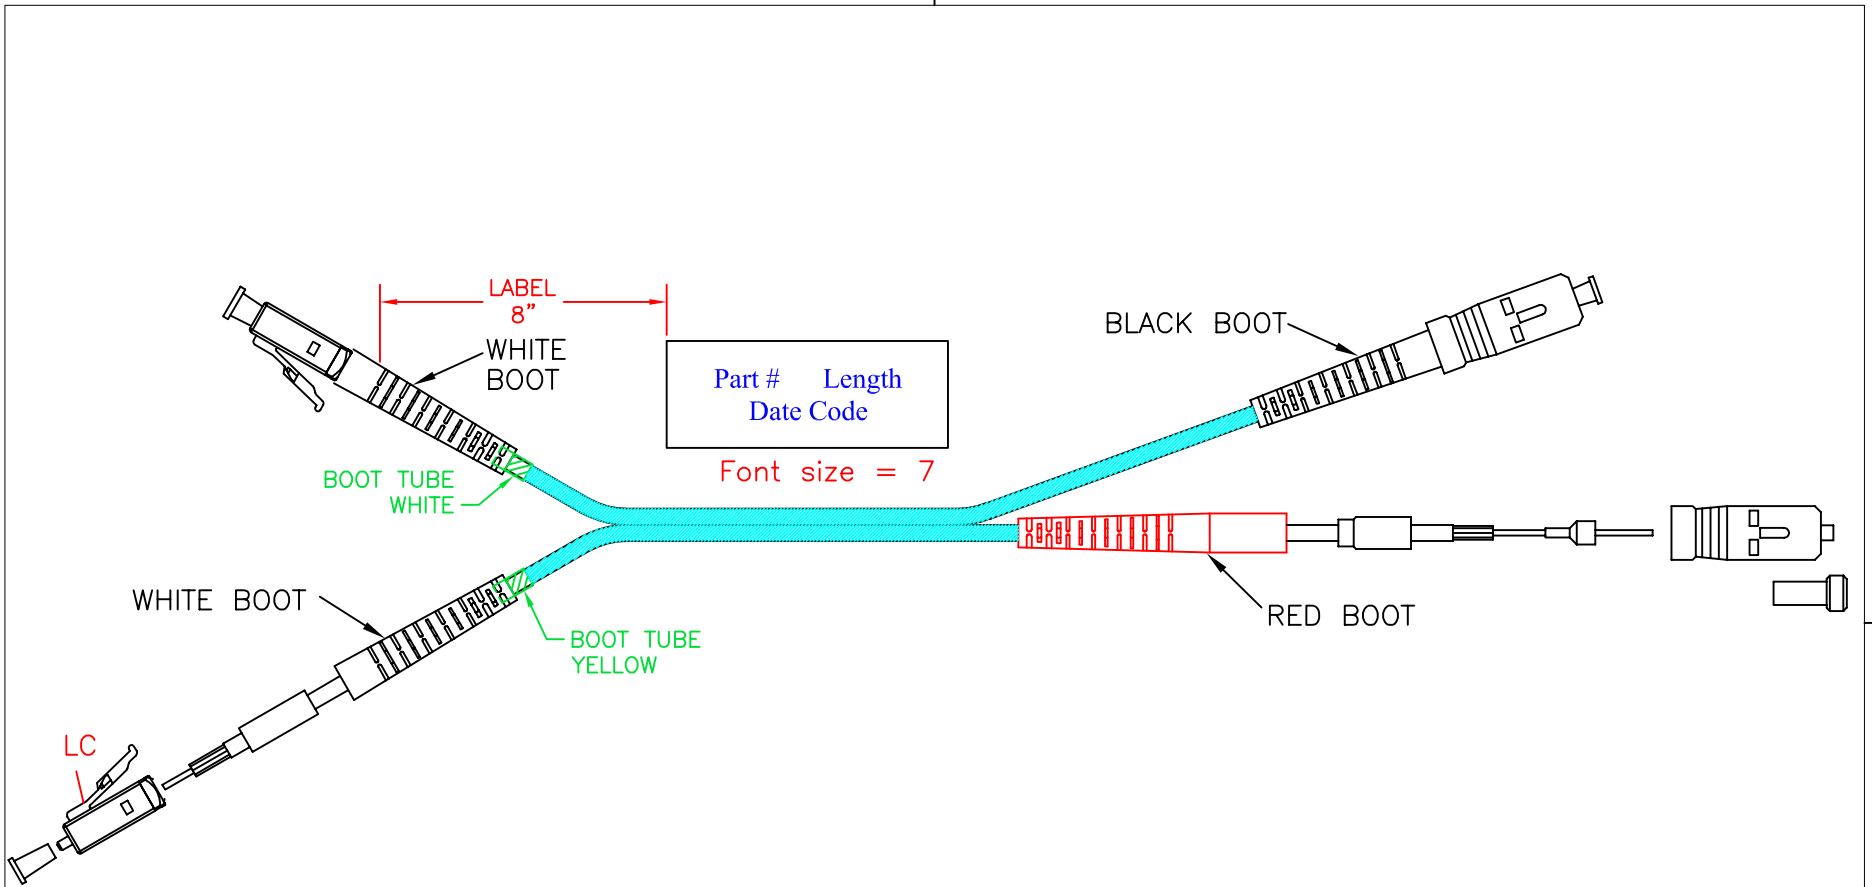 LABEL
8”
WHITE
BOOT
Part # Length
Date Code
Font size = 7
BLACK BOOT
BOOT TUBE
WHITE
WHITE BOOT
BOOT TUBE
YELLOW
RED BOOT
LC